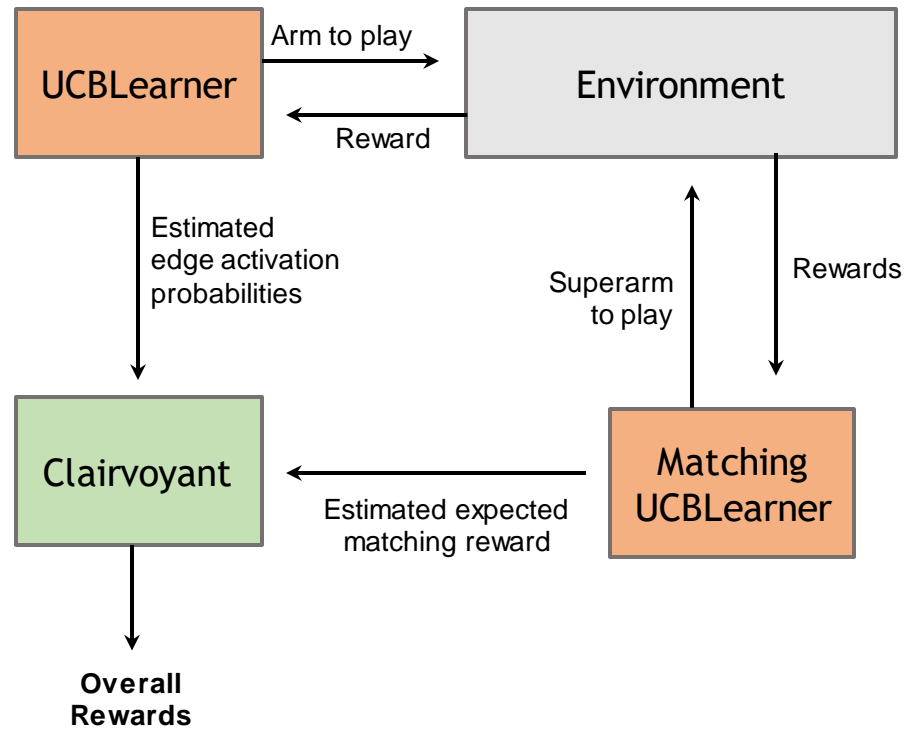 UCBLearner
Arm to play
Environment
Reward
Estimated
edge activation
probabilities
Superarm
to play
Rewards
Clairvoyant
Estimated expected
matching reward
Matching
UCBLearner
Overall
Rewards